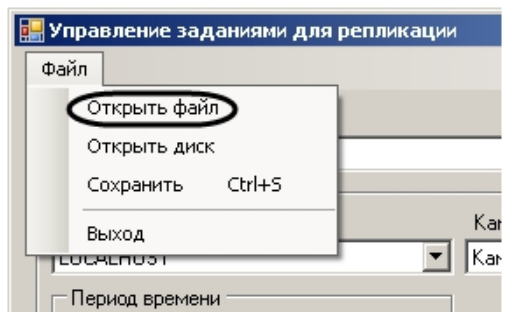 Управление заданиями для репликации
Файл
Открыть файл
Открыть диск
Сохранить Ctrl+S
Выход
LOCALHOST
Период времени